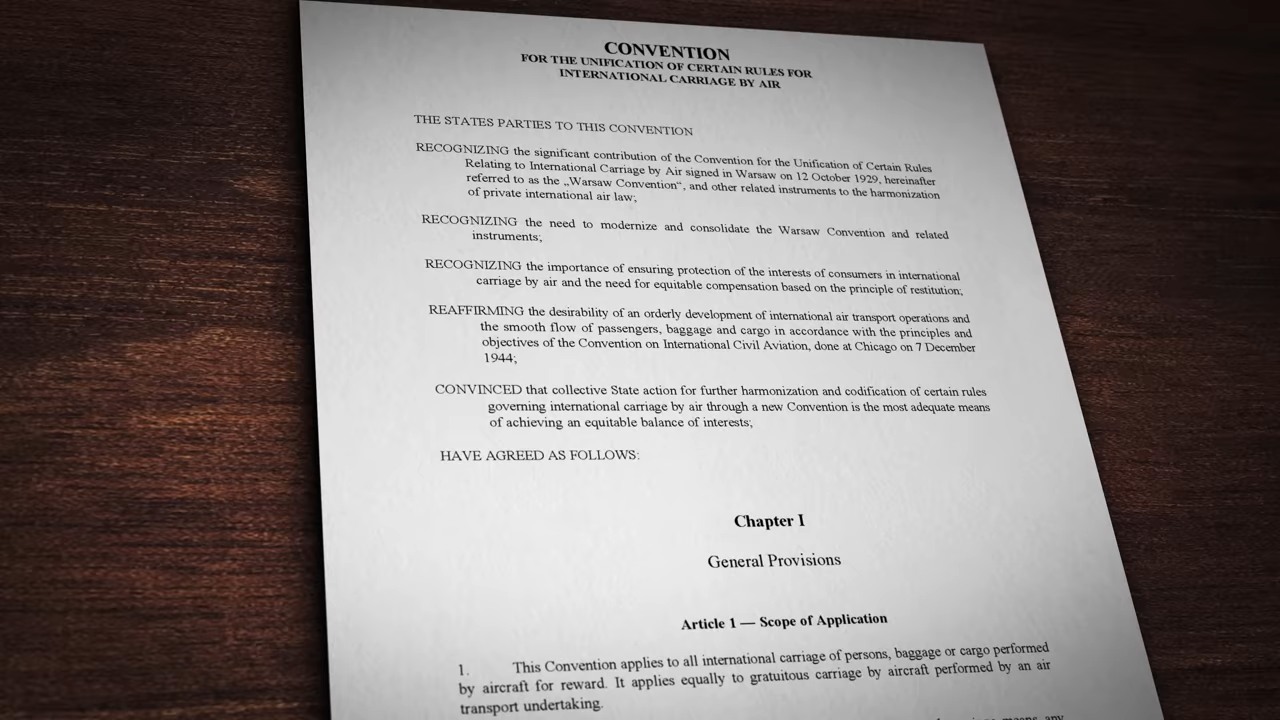 CONVENTION
FOR THE UNIFICATION OF CERTAIN RULES FOR
INTERNATIONAL CARRIAGE BY AIR
THE STATES PARTIES TO THIS CONVENTION
RECOGNIZING the significant contribution of the Convention for the Unification of Certain Rules
Relating to International Carriage by Air signed in Warsaw on 12 October 1929, hereinafter
referred to as the „Warsaw Convention“, and other related instruments to the harmonization
of private international air law;
RECOGNIZING the need to modernize and consolidate the Warsaw Convention and related
instruments;
RECOGNIZING the importance of ensuring protection of the interests of consumers in international
carriage by air and the need for equitable compensation based on the principle of restitution;
REAFFIRMING the desirability of an orderly development of international air transport operations and
the smooth flow of passengers, baggage and cargo in accordance with the principles and
objectives of the Convention on International Civil Aviation, done at Chicago on 7 December
1944;
CONVINCED that collective State action for further harmonization and codification of certain rules
governing international carriage by air through a new Convention is the most adequate means
of achieving an equitable balance of interests;
HAVE AGREED AS FOLLOWS:
Chapter I
General Provisions
Article 1 — Scope of Application
1. This Convention applies to all international carriage of persons, baggage or cargo performed
by aircraft for reward. It applies equally to gratuitous carriage by aircraft performed by an air
transport undertaking.
means any